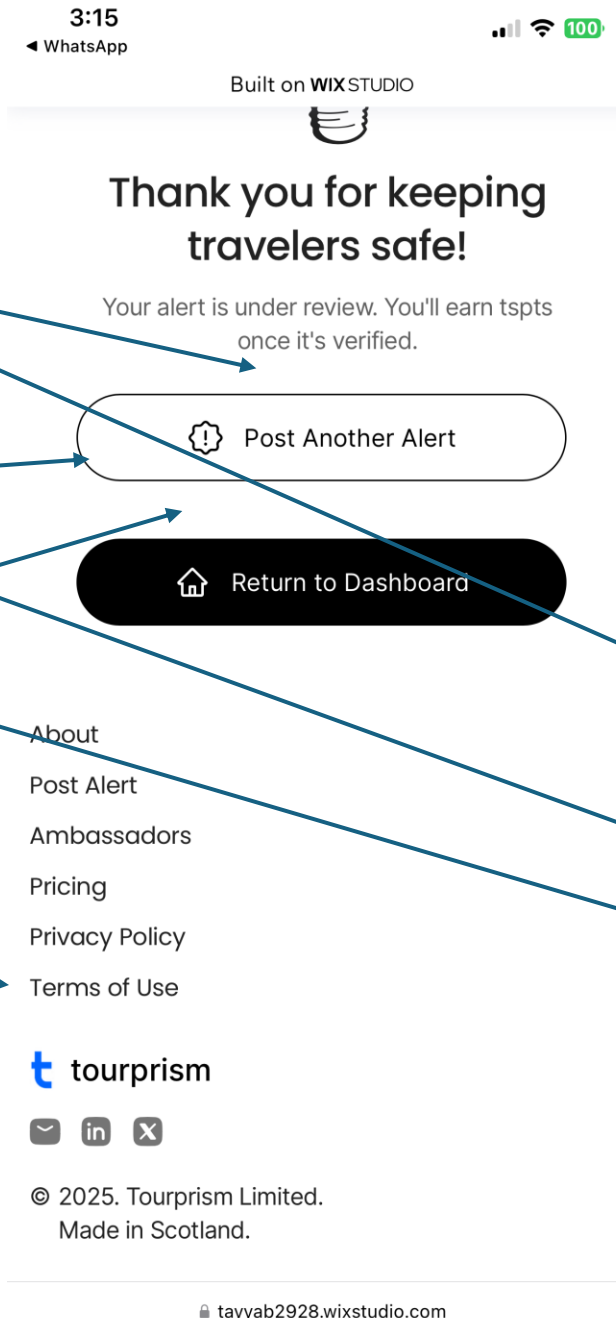 3:15
◀ WhatsApp
100
Built on WIX STUDIO
Thank you for keeping
travelers safe!
Your alert is under review. You'll earn tspts
once it's verified.
Post Another Alert
Return to Dashboard
About
Post Alert
Ambassadors
Pricing
Privacy Policy
Terms of Use
t tourprism
in X
© 2025. Tourprism Limited.
Made in Scotland.
tavvab2928.wixstudio.com